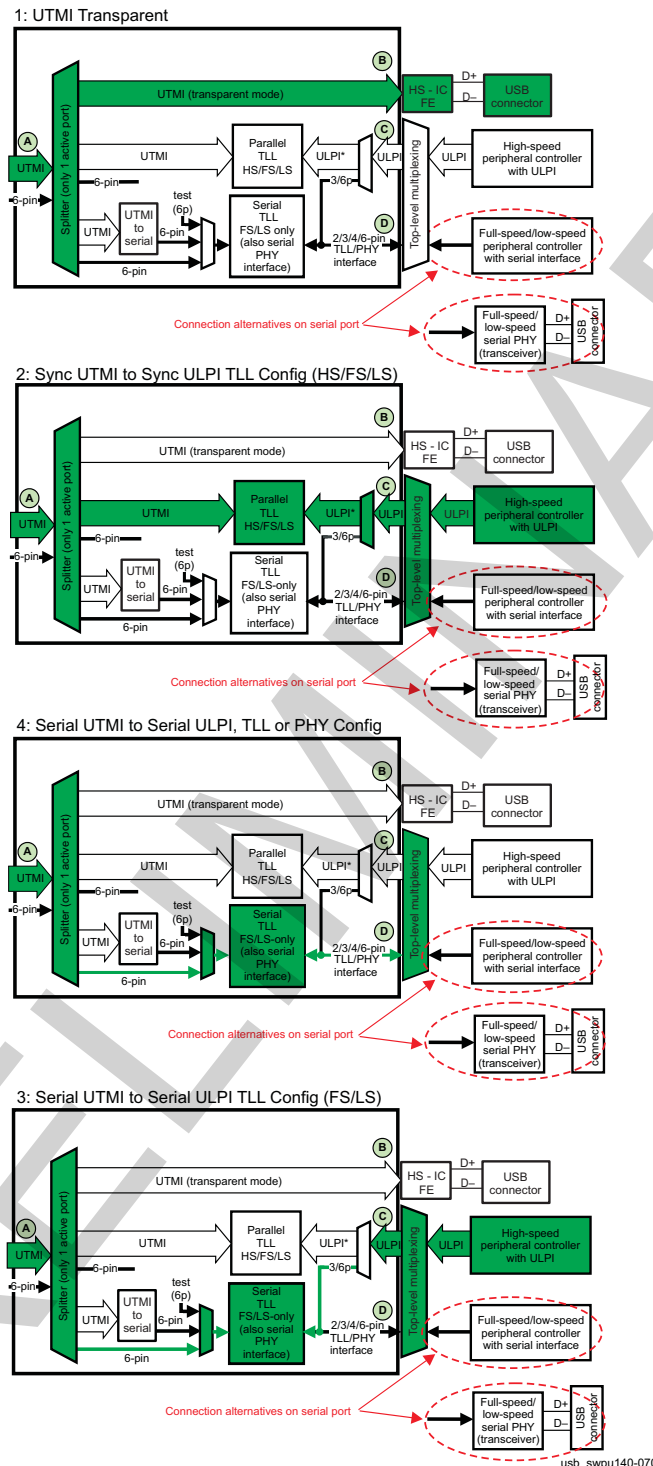 1: UTMI Transparent
B
UTMI (transparent mode)
HS - IC
FE
D+
D–
USB
connector
A
UTMI
6-pin
Splitter (only 1 active port)
UTMI
Parallel
TLL
HS/FS/LS
ULPI*
C
ULPI
3/6p
Top-level multiplexing
ULPI
High-speed
peripheral controller
with ULPI
6-pin
UTMI
UTMI
to
serial
test
(6p)
6-pin
6-pin
Serial
TLL
FS/LS only
(also serial
PHY
interface)
D
2/3/4/6-pin
TLL/PHY
interface
Full-speed/low-speed
peripheral controller
with serial interface
Connection alternatives on serial port
Full-speed/
low-speed
serial PHY
(transceiver)
D+
D–
USB
connector
2: Sync UTMI to Sync ULPI TLL Config (HS/FS/LS)
B
UTMI (transparent mode)
HS - IC
FE
D+
D–
USB
connector
A
UTMI
6-pin
Splitter (only 1 active port)
UTMI
Parallel
TLL
HS/FS/LS
ULPI*
C
ULPI
3/6p
Top-level multiplexing
ULPI
High-speed
peripheral controller
with ULPI
6-pin
UTMI
UTMI
to
serial
test
(6p)
6-pin
6-pin
Serial
TLL
FS/LS-only
(also serial
PHY
interface)
D
2/3/4/6-pin
TLL/PHY
interface
Full-speed/low-speed
peripheral controller
with serial interface
Connection alternatives on serial port
Full-speed/
low-speed
serial PHY
(transceiver)
D+
D–
USB
connector
4: Serial UTMI to Serial ULPI, TLL or PHY Config
B
UTMI (transparent mode)
HS - IC
FE
D+
D–
USB
connector
A
UTMI
6-pin
Splitter (only 1 active port)
UTMI
Parallel
TLL
HS/FS/LS
ULPI*
C
ULPI
3/6p
Top-level multiplexing
ULPI
High-speed
peripheral controller
with ULPI
6-pin
UTMI
UTMI
to
serial
test
(6p)
6-pin
6-pin
Serial
TLL
FS/LS-only
(also serial
PHY
interface)
D
2/3/4/6-pin
TLL/PHY
interface
Full-speed/low-speed
peripheral controller
with serial interface
Connection alternatives on serial port
Full-speed/
low-speed
serial PHY
(transceiver)
D+
D–
USB
connector
3: Serial UTMI to Serial ULPI TLL Config (FS/LS)
B
UTMI (transparent mode)
HS - IC
FE
D+
D–
USB
connector
A
UTMI
6-pin
Splitter (only 1 active port)
UTMI
Parallel
TLL
HS/FS/LS
ULPI*
C
ULPI
3/6p
Top-level multiplexing
ULPI
High-speed
peripheral controller
with ULPI
6-pin
UTMI
UTMI
to
serial
test
(6p)
6-pin
6-pin
Serial
TLL
FS/LS-only
(also serial
PHY
interface)
D
2/3/4/6-pin
TLL/PHY
interface
Full-speed/low-speed
peripheral controller
with serial interface
Connection alternatives on serial port
Full-speed/
low-speed
serial PHY
(transceiver)
D+
D–
USB
connector
usb_swpu140-070